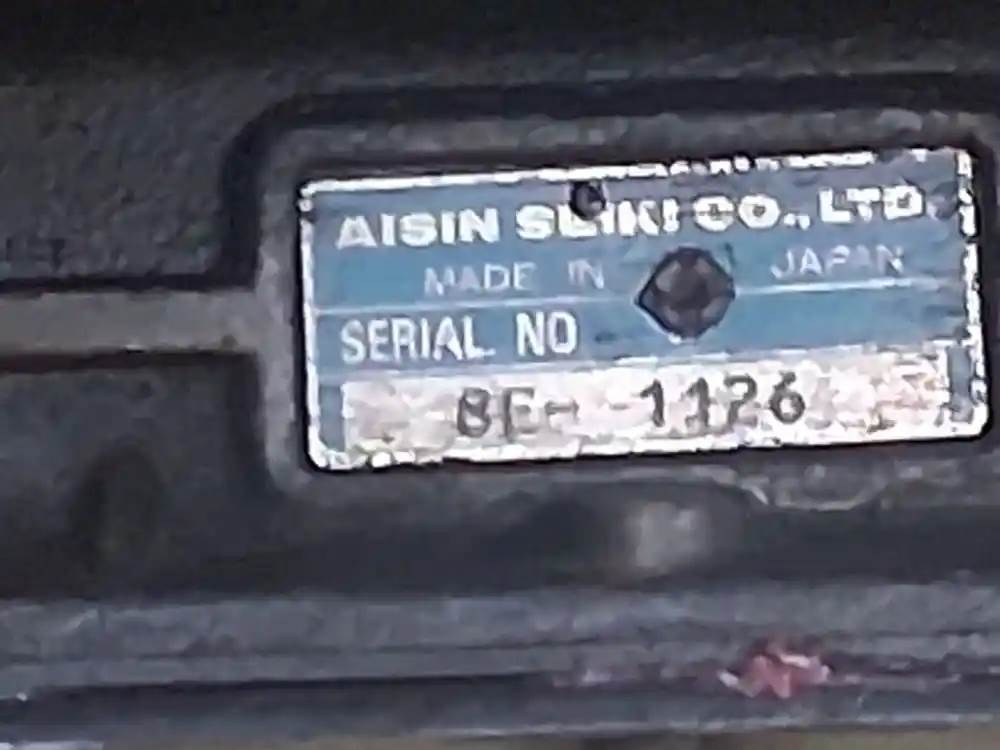 AISIN SEIKI CO., LTD.
MADE IN JAPAN
SERIAL NO
8E- 1126